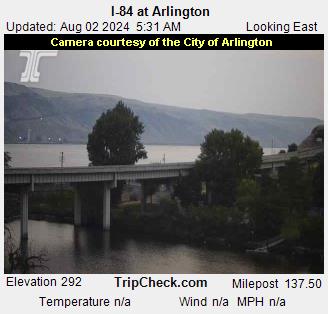 I-84 at Arlington
Updated: Aug 02 2024 5:31 AM Looking East
Camera courtesy of the City of Arlington
Elevation 292 TripCheck.com Milepost 137.50
Temperature n/a Wind n/a MPH n/a